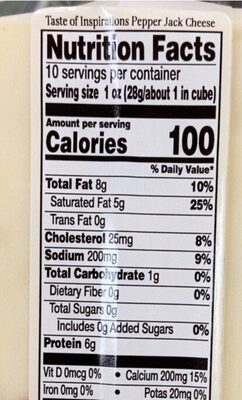 Taste of Inspirations Pepper Jack Cheese
Nutrition Facts
10 servings per container
Serving size 1 oz (28g/about 1 in cube)
Amount per serving
Calories 100
% Daily Value*
Total Fat 8g 10%
Saturated Fat 5g 25%
Trans Fat 0g
Cholesterol 25mg 8%
Sodium 200mg 9%
Total Carbohydrate 1g 0%
Dietary Fiber 0g 0%
Total Sugars 0g
Includes 0g Added Sugars 0%
Protein 6g
Vit D 0mcg 0% • Calcium 200mg 15%
Iron 0mg 0% • Potas 20mg 0%